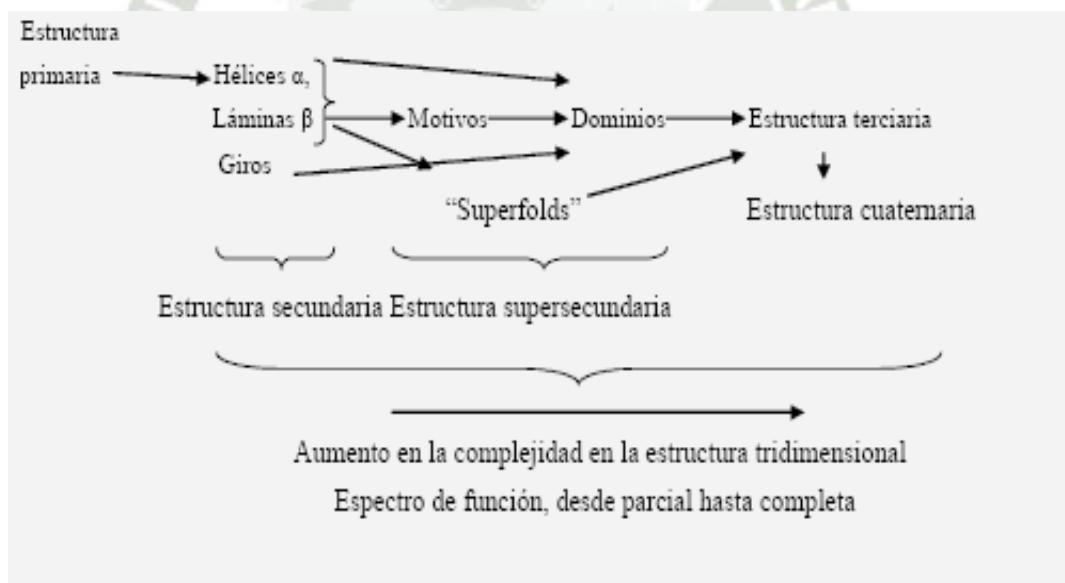 Estructura
primaria Hélices α,
Láminas β Motivos Dominios Estructura terciaria
Giros
“Superfolds” Estructura cuaternaria
Estructura secundaria Estructura supersecundaria
Aumento en la complejidad en la estructura tridimensional
Espectro de función, desde parcial hasta completa